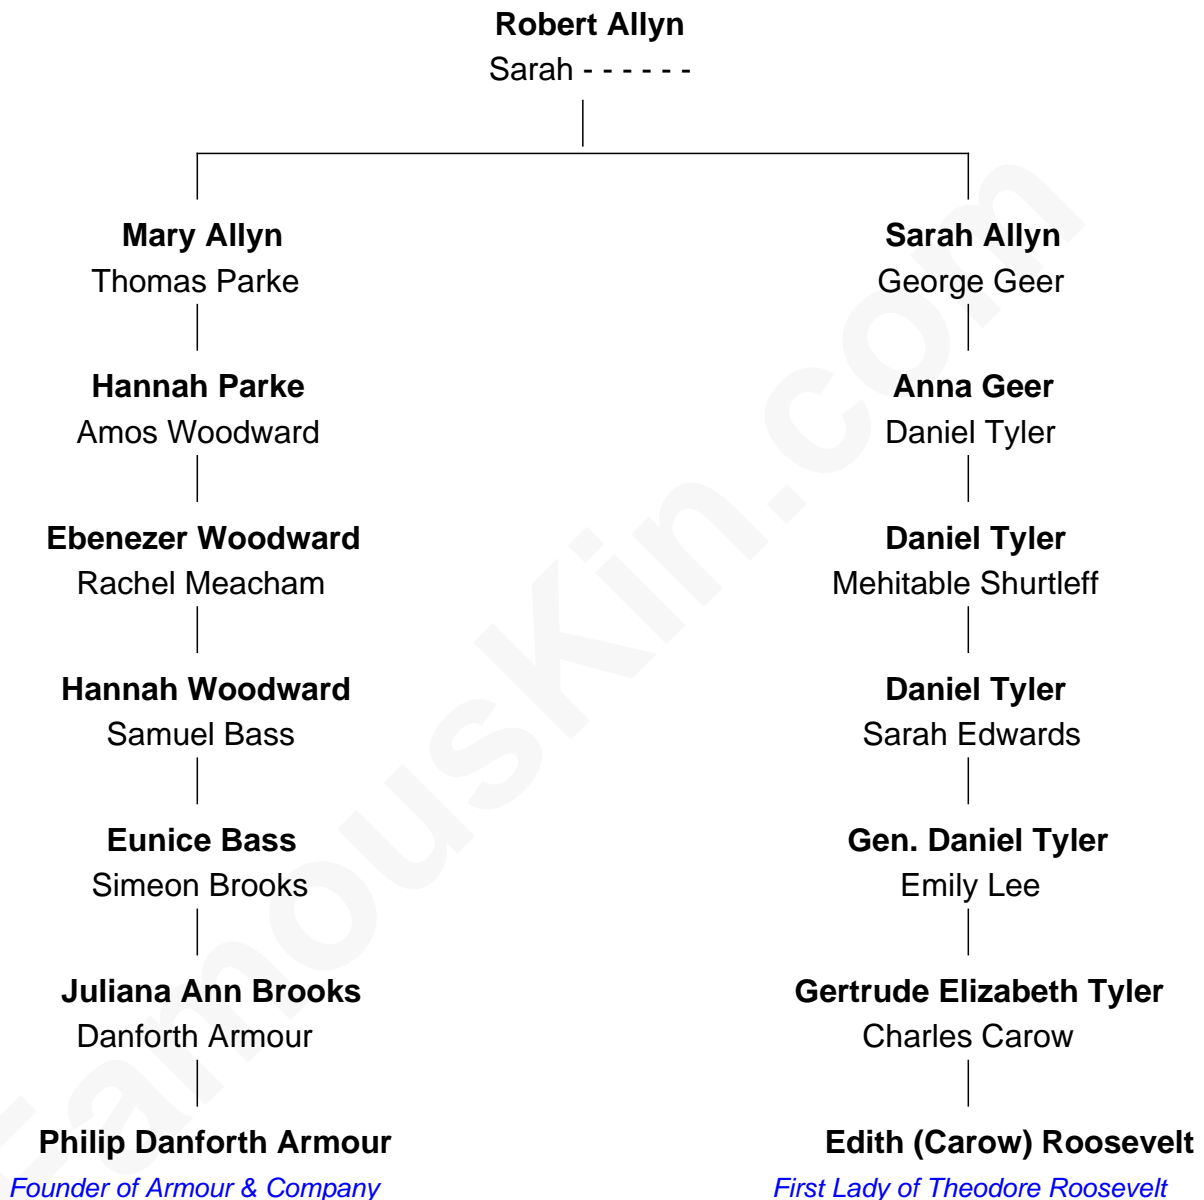 Robert Allyn
Sarah - - - - - -
Mary Allyn
Thomas Parke
Sarah Allyn
George Geer
Hannah Parke
Amos Woodward
Anna Geer
Daniel Tyler
Ebenezer Woodward
Rachel Meacham
Daniel Tyler
Mehitable Shurtleff
Hannah Woodward
Samuel Bass
Daniel Tyler
Sarah Edwards
Eunice Bass
Simeon Brooks
Gen. Daniel Tyler
Emily Lee
Juliana Ann Brooks
Danforth Armour
Gertrude Elizabeth Tyler
Charles Carow
Philip Danforth Armour
Founder of Armour & Company
Edith (Carow) Roosevelt
First Lady of Theodore Roosevelt
FamousKin.com